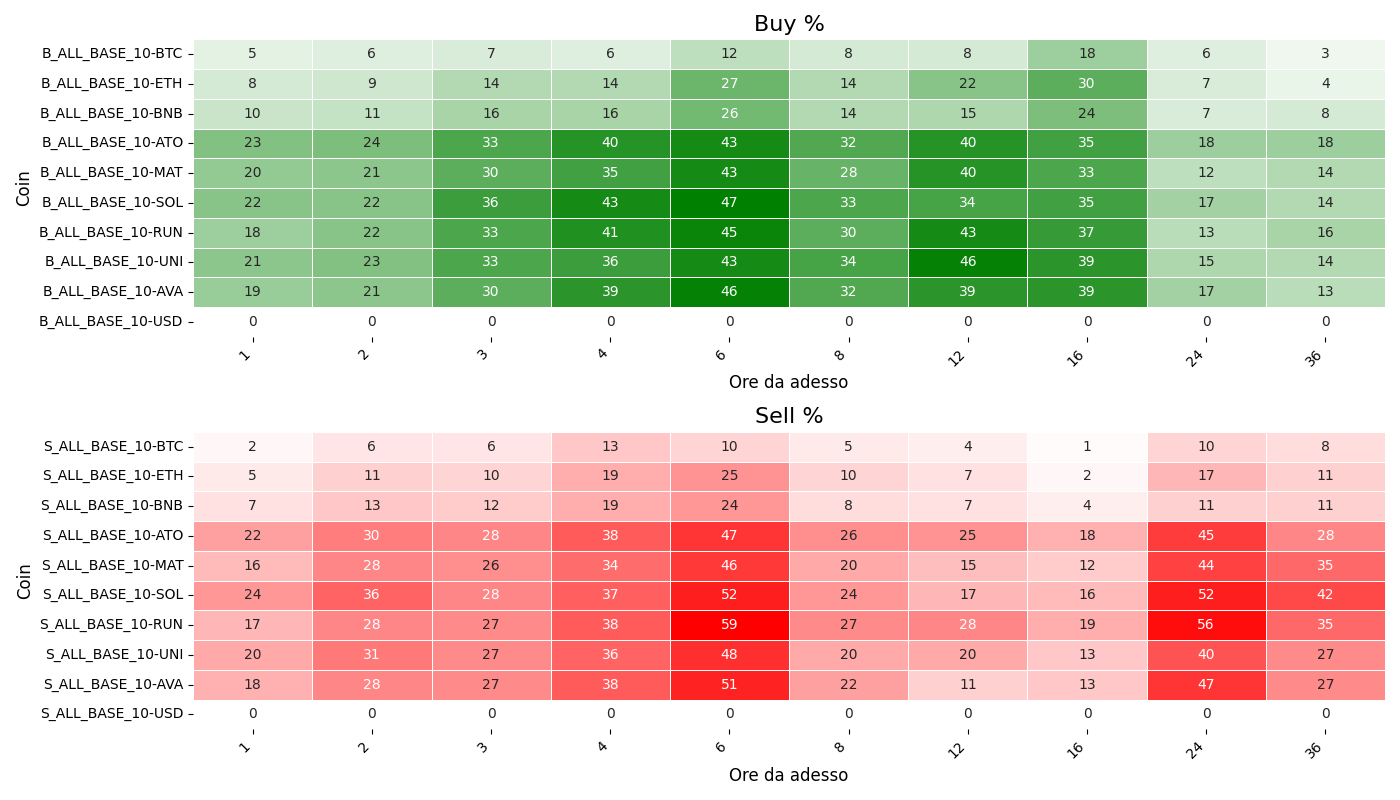 Buy %
Coin
B_ALL_BASE_10-BTC 5 6 7 6 12 8 8 18 6 3
B_ALL_BASE_10-ETH 8 9 14 14 27 14 22 30 7 4
B_ALL_BASE_10-BNB 10 11 16 16 26 14 15 24 7 8
B_ALL_BASE_10-ATO 23 24 33 40 43 32 40 35 18 18
B_ALL_BASE_10-MAT 20 21 30 35 43 28 40 33 12 14
B_ALL_BASE_10-SOL 22 22 36 43 47 33 34 35 17 14
B_ALL_BASE_10-RUN 18 22 33 41 45 30 43 37 13 16
B_ALL_BASE_10-UNI 21 23 33 36 43 34 46 39 15 14
B_ALL_BASE_10-AVA 19 21 30 39 46 32 39 39 17 13
B_ALL_BASE_10-USD 0 0 0 0 0 0 0 0 0 0
1 2 3 4 6 8 12 16 24 36
Ore da adesso
Sell %
Coin
S_ALL_BASE_10-BTC 2 6 6 13 10 5 4 1 10 8
S_ALL_BASE_10-ETH 5 11 10 19 25 10 7 2 17 11
S_ALL_BASE_10-BNB 7 13 12 19 24 8 7 4 11 11
S_ALL_BASE_10-ATO 22 30 28 38 47 26 25 18 45 28
S_ALL_BASE_10-MAT 16 28 26 34 46 20 15 12 44 35
S_ALL_BASE_10-SOL 24 36 28 37 52 24 17 16 52 42
S_ALL_BASE_10-RUN 17 28 27 38 59 27 28 19 56 35
S_ALL_BASE_10-UNI 20 31 27 36 48 20 20 13 40 27
S_ALL_BASE_10-AVA 18 28 27 38 51 22 11 13 47 27
S_ALL_BASE_10-USD 0 0 0 0 0 0 0 0 0 0
1 2 3 4 6 8 12 16 24 36
Ore da adesso